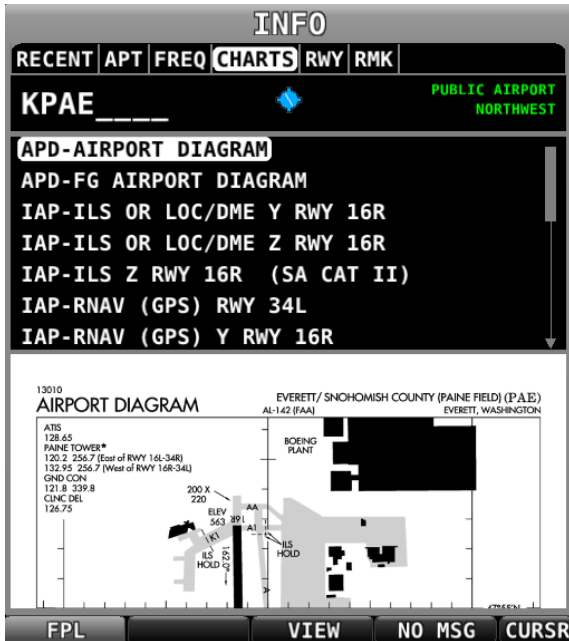 INFO
RECENT APT FREQ CHARTS RWY RMK
KPAE____
PUBLIC AIRPORT
NORTHWEST
APD-AIRPORT DIAGRAM
APD-FG AIRPORT DIAGRAM
IAP-ILS OR LOC/DME Y RWY 16R
IAP-ILS OR LOC/DME Z RWY 16R
IAP-ILS Z RWY 16R (SA CAT II)
IAP-RNAV (GPS) RWY 34L
IAP-RNAV (GPS) Y RWY 16R
13010
AIRPORT DIAGRAM
EVERETT/ SNOHOMISH COUNTY (PAINE FIELD) (PAE)
AL-142 (FAA)
EVERETT, WASHINGTON
ATIS
128.65
PAINE TOWER*
120.2 256.7 (East of RWY 16L-34R)
132.95 256.7 (West of RWY 16R-34L)
GND CON
121.8 339.8
CLNC DEL
126.75
BOEING
PLANT
200 X
220
ELEV
563
16R
AA
A1
K1
ILS
HOLD
ILS
HOLD
162.0°
A
47°55'N
FPL
VIEW
NO MSG
CURSR